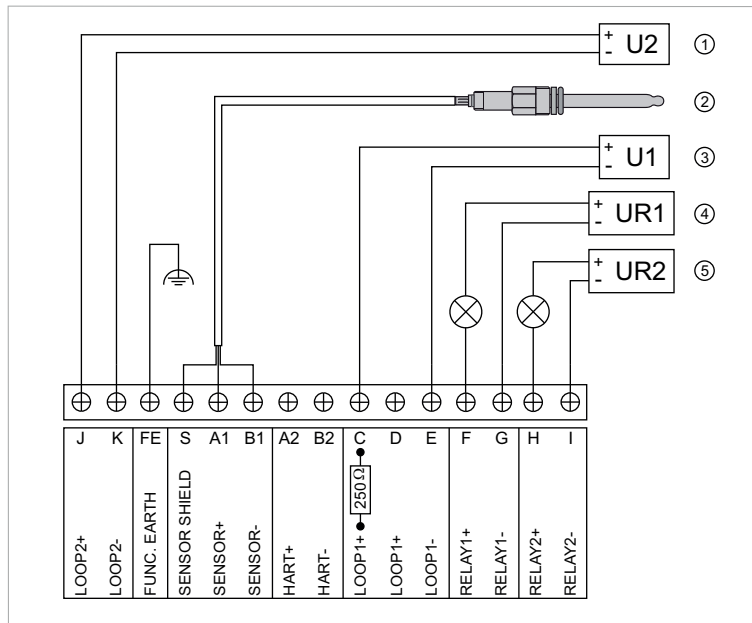 + U2 ①
-
②
+ U1 ③
-
+ UR1 ④
-
+ UR2 ⑤
-
J K FE S A1 B1 A2 B2 C D E F G H I
250 Ω
LOOP2+
LOOP2-
FUNC. EARTH
SENSOR SHIELD
SENSOR+
SENSOR-
HART+
HART-
LOOP1+
LOOP1+
LOOP1-
RELAY1+
RELAY1-
RELAY2+
RELAY2-